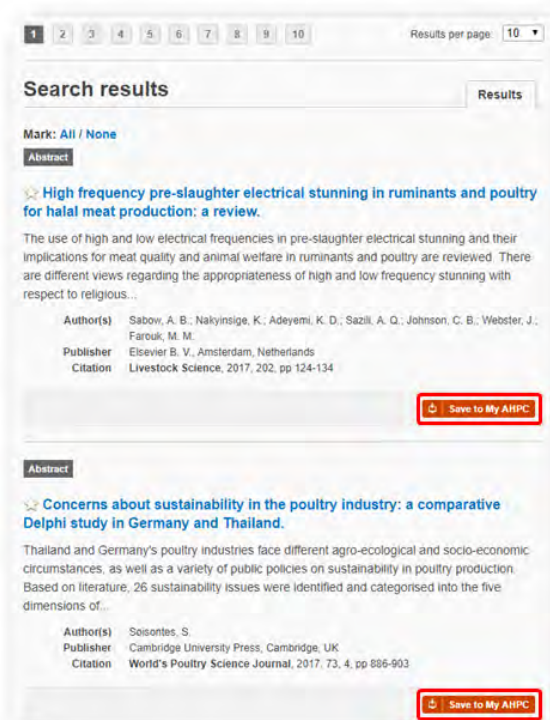 1 2 3 4 5 6 7 8 9 10 Results per page: 10
Search results
Results
Mark: All / None
Abstract
High frequency pre-slaughter electrical stunning in ruminants and poultry
for halal meat production: a review.
The use of high and low electrical frequencies in pre-slaughter electrical stunning and their
implications for meat quality and animal welfare in ruminants and poultry are reviewed. There
are different views regarding the appropriateness of high and low frequency stunning with
respect to religious...
Author(s) Sabow, A. B.; Nakyinsige, K.; Adeyemi, K. D.; Sazili, A. Q.; Johnson, C. B.; Webster, J.;
Farouk, M. M.
Publisher Elsevier B. V., Amsterdam, Netherlands
Citation Livestock Science, 2017, 202, pp 124-134
Save to My AHPC
Abstract
Concerns about sustainability in the poultry industry: a comparative
Delphi study in Germany and Thailand.
Thailand and Germany's poultry industries face different agro-ecological and socio-economic
circumstances, as well as a variety of public policies on sustainability in poultry production.
Based on literature, 26 sustainability issues were identified and categorised into the five
dimensions of...
Author(s) Soisontes, S.
Publisher Cambridge University Press, Cambridge, UK
Citation World's Poultry Science Journal, 2017, 73, 4, pp 886-903
Save to My AHPC